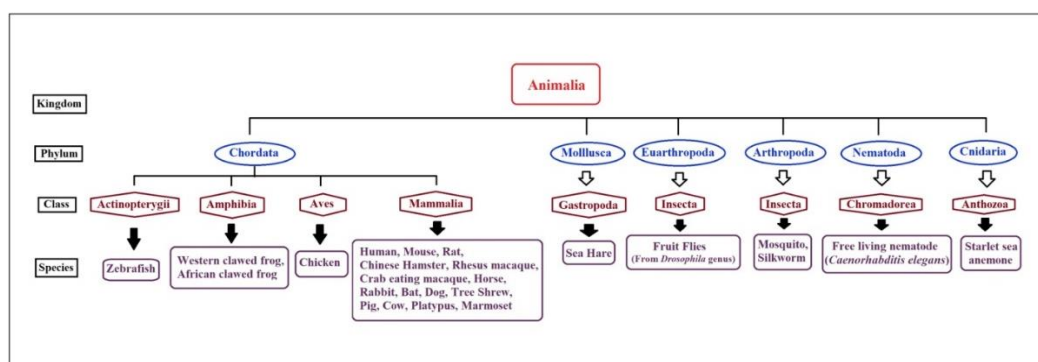 Animalia
Kingdom
Phylum
Chordata
Molllusca
Euarthropoda
Arthropoda
Nematoda
Cnidaria
Class
Actinopterygii
Amphibia
Aves
Mammalia
Gastropoda
Insecta
Insecta
Chromadorea
Anthozoa
Species
Zebrafish
Western clawed frog,
African clawed frog
Chicken
Human, Mouse, Rat,
Chinese Hamster, Rhesus macaque,
Crab eating macaque, Horse,
Rabbit, Bat, Dog, Tree Shrew,
Pig, Cow, Platypus, Marmoset
Sea Hare
Fruit Flies
(From Drosophila genus)
Mosquito,
Silkworm
Free living nematode
(Caenorhabditis elegans)
Starlet sea
anemone